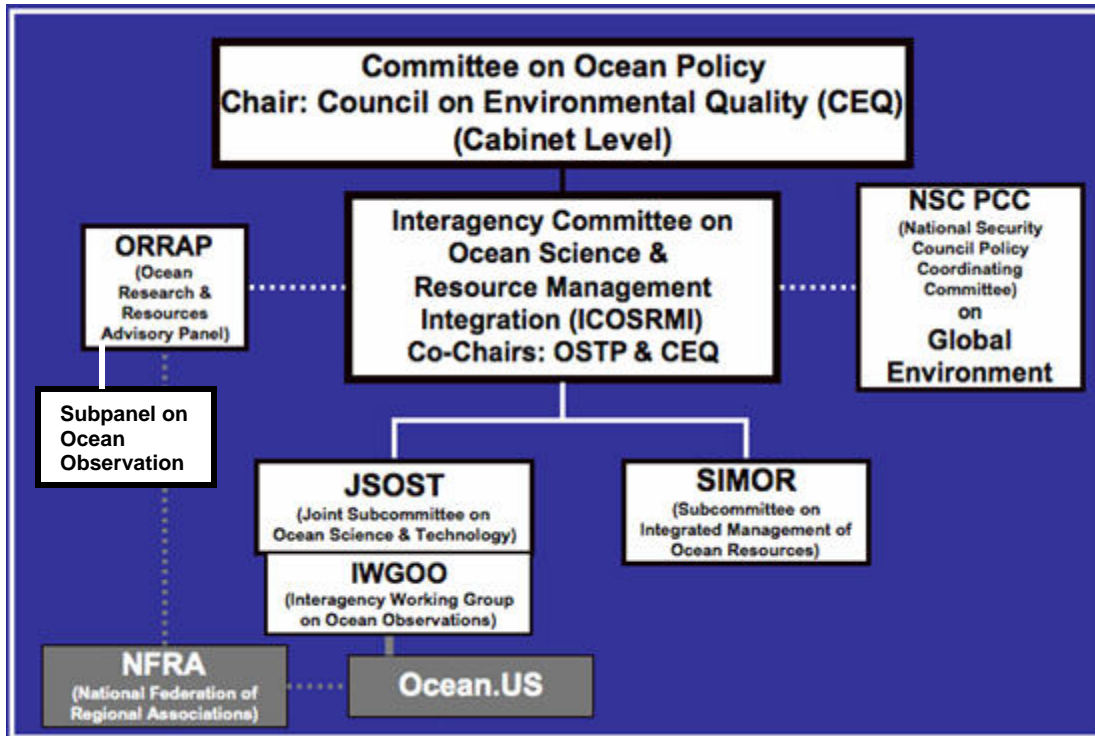 Committee on Ocean Policy
Chair: Council on Environmental Quality (CEQ)
(Cabinet Level)
Interagency Committee on
Ocean Science &
Resource Management
Integration (ICOSRMI)
Co-Chairs: OSTP & CEQ
NSC PCC
(National Security
Council Policy
Coordinating
Committee)
on
Global
Environment
ORRAP
(Ocean
Research &
Resources
Advisory Panel)
Subpanel on
Ocean
Observation
JSOST
(Joint Subcommittee on
Ocean Science & Technology)
IWGOO
(Interagency Working Group
on Ocean Observations)
SIMOR
(Subcommittee on
Integrated Management of
Ocean Resources)
NFRA
(National Federation of
Regional Associations)
Ocean.US